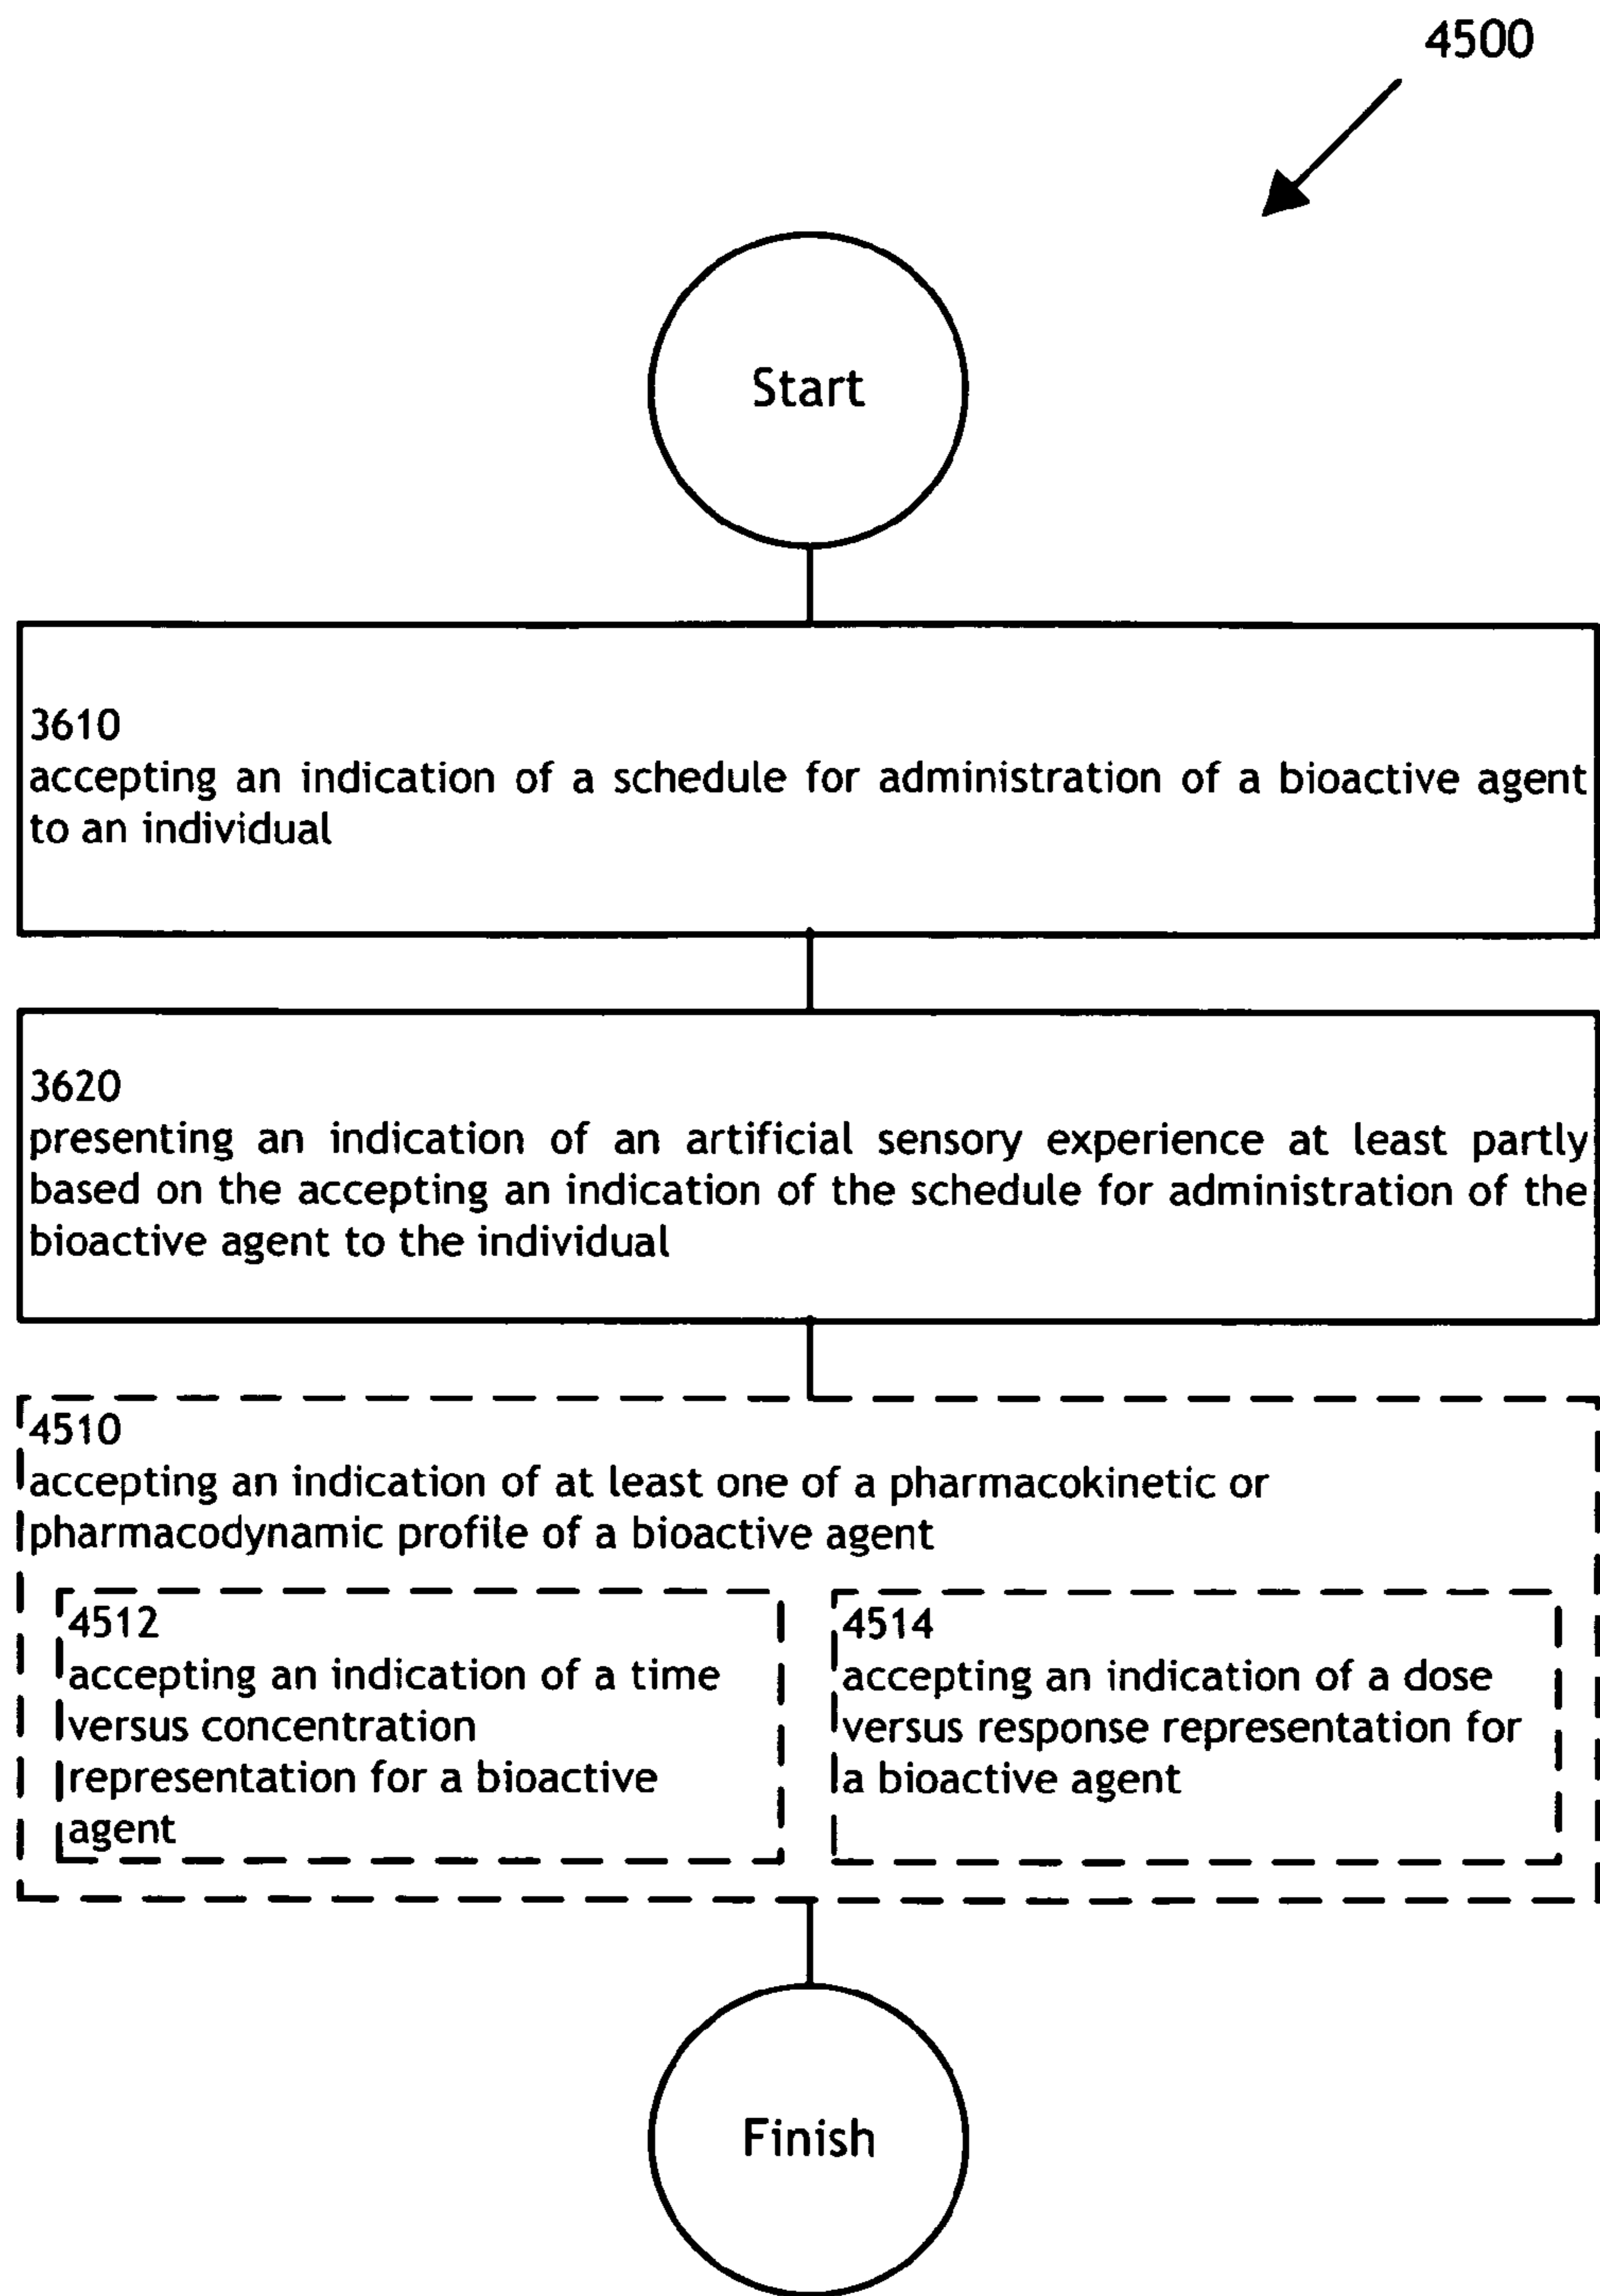 4500
Start
3610
accepting an indication of a schedule for administration of a bioactive agent
to an individual
3620
presenting an indication of an artificial sensory experience at least partly
based on the accepting an indication of the schedule for administration of the
bioactive agent to the individual
4510
accepting an indication of at least one of a pharmacokinetic or
pharmacodynamic profile of a bioactive agent
4512
accepting an indication of a time
versus concentration
representation for a bioactive
agent
4514
accepting an indication of a dose
versus response representation for
a bioactive agent
Finish